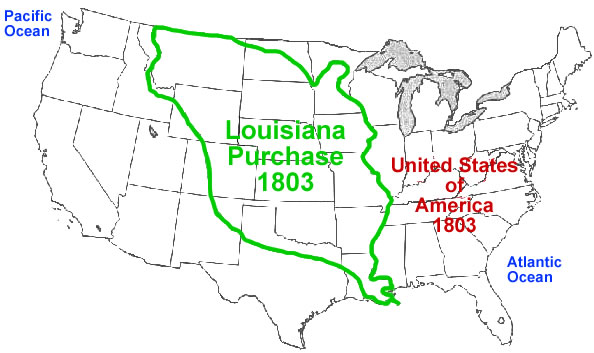 Pacific
Ocean
Louisiana
Purchase
1803
United States
of
America
1803
Atlantic
Ocean